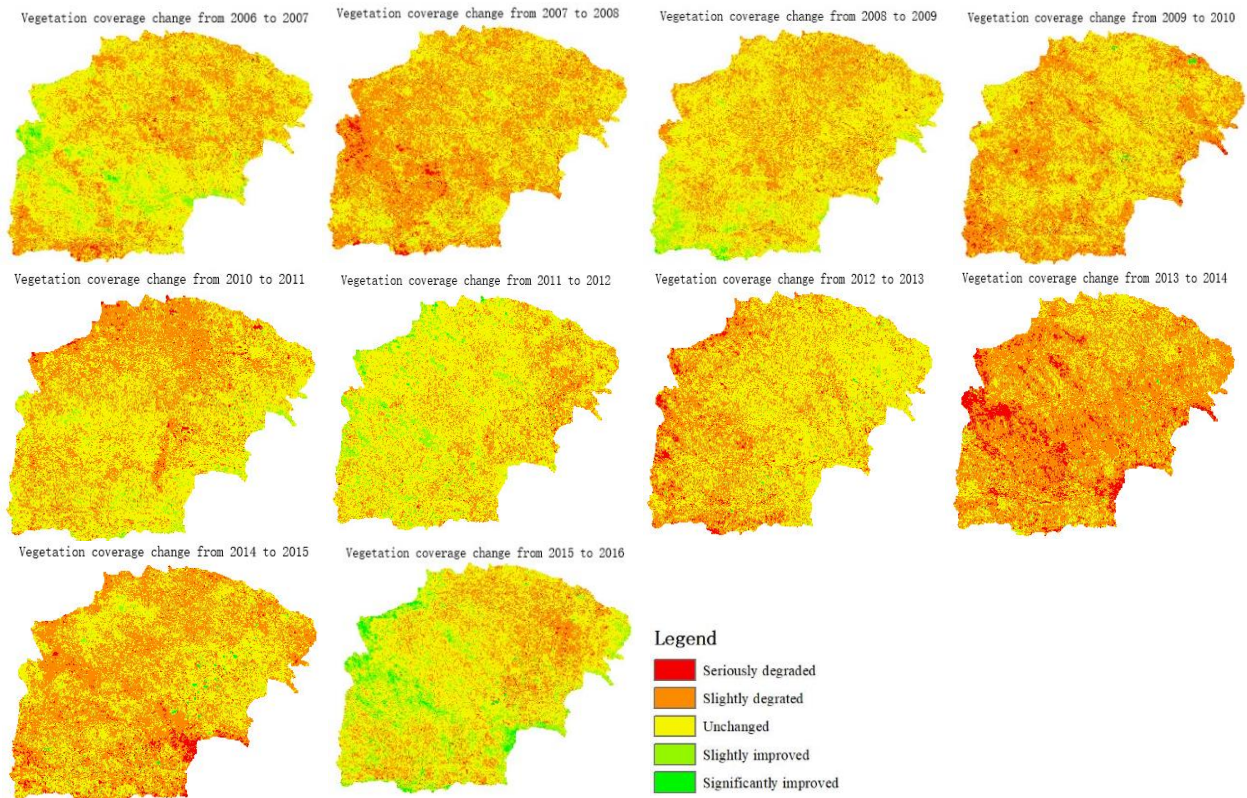 Vegetation coverage change from 2006 to 2007
Vegetation coverage change from 2007 to 2008
Vegetation coverage change from 2008 to 2009
Vegetation coverage change from 2009 to 2010
Vegetation coverage change from 2010 to 2011
Vegetation coverage change from 2011 to 2012
Vegetation coverage change from 2012 to 2013
Vegetation coverage change from 2013 to 2014
Vegetation coverage change from 2014 to 2015
Vegetation coverage change from 2015 to 2016
Legend
Seriously degraded
Slightly degrated
Unchanged
Slightly improved
Significantly improved